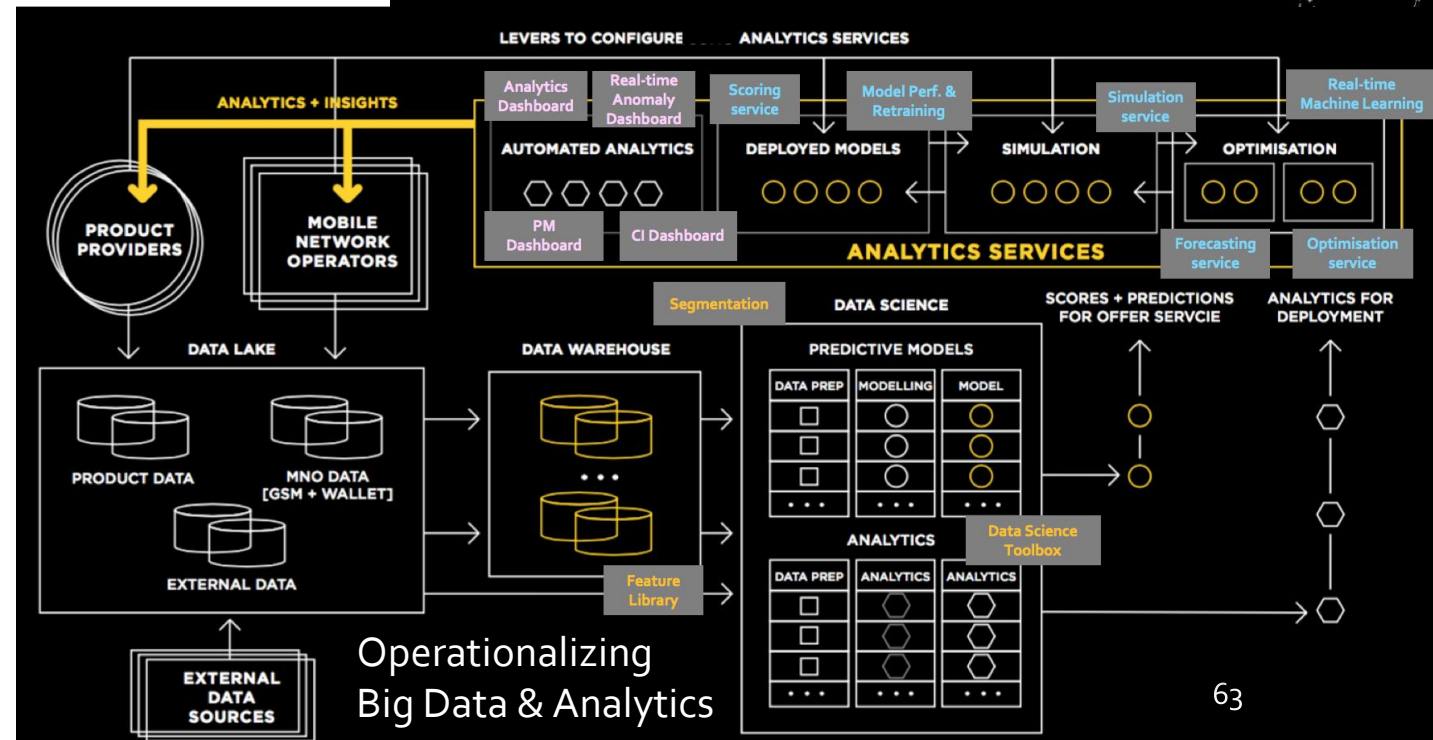 LEVERS TO CONFIGURE ANALYTICS SERVICES
ANALYTICS + INSIGHTS
Analytics
Dashboard
Real-time
Anomaly
Dashboard
Scoring
service
Model Perf. &
Retraining
Simulation
service
Real-time
Machine Learning
AUTOMATED ANALYTICS
DEPLOYED MODELS
SIMULATION
OPTIMISATION
PRODUCT
PROVIDERS
MOBILE
NETWORK
OPERATORS
PM
Dashboard
CI Dashboard
ANALYTICS SERVICES
Forecasting
service
Optimisation
service
Segmentation
DATA SCIENCE
SCORES + PREDICTIONS
FOR OFFER SERVCIE
ANALYTICS FOR
DEPLOYMENT
DATA LAKE
DATA WAREHOUSE
PREDICTIVE MODELS
DATA PREP
MODELLING
MODEL
PRODUCT DATA
MNO DATA
[GSM + WALLET]
EXTERNAL DATA
Feature
Library
Data Science
Toolbox
ANALYTICS
DATA PREP
ANALYTICS
ANALYTICS
EXTERNAL
DATA
SOURCES
Operationalizing
Big Data & Analytics
63